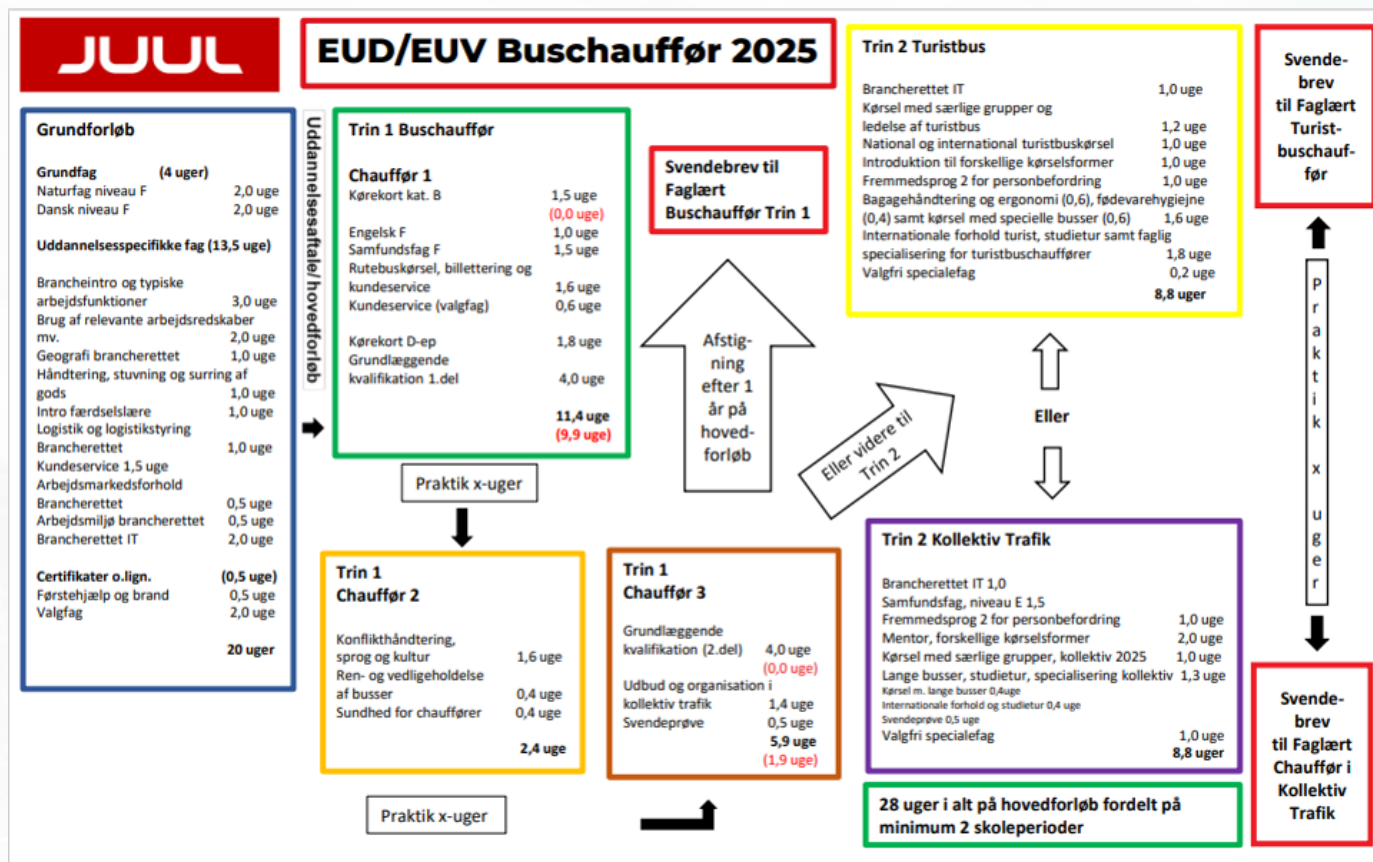 JUUL
EUD/EUV Buschauffør 2025
Grundforløb
Grundfag (4 uger)
Naturfag niveau F 2,0 uge
Dansk niveau F 2,0 uge
Uddannelsesspecifikke fag (13,5 uge)
Brancheintro og typiske
arbejdsfunktioner 3,0 uge
Brug af relevante arbejdsredskaber
mv. 2,0 uge
Geografi brancherettet 1,0 uge
Håndtering, stuvning og surring af
gods 1,0 uge
Intro færdselslære 1,0 uge
Logistik og logistikstyring
Brancherettet 1,0 uge
Kundeservice 1,5 uge
Arbejdsmarkedsforhold
Brancherettet 0,5 uge
Arbejdsmiljø brancherettet 0,5 uge
Brancherettet IT 2,0 uge
Certifikater o.lign. (0,5 uge)
Førstehjælp og brand 0,5 uge
Valgfag 2,0 uge
20 uger
Uddannelsesaftale/hovedforløb
Trin 1 Buschauffør
Chauffør 1
Kørekort kat. B 1,5 uge
(0,0 uge)
Engelsk F 1,0 uge
Samfundsfag F 1,5 uge
Rutebuskørsel, billettering og
kundeservice 1,6 uge
Kundeservice (valgfag) 0,6 uge
Kørekort D-ep 1,8 uge
Grundlæggende
kvalifikation 1.del 4,0 uge
11,4 uge
(9,9 uge)
Praktik x-uger
Trin 1
Chauffør 2
Konflikthåndtering,
sprog og kultur 1,6 uge
Ren- og vedligeholdelse
af busser 0,4 uge
Sundhed for chauffører 0,4 uge
2,4 uge
Praktik x-uger
Trin 1
Chauffør 3
Grundlæggende
kvalifikation (2.del) 4,0 uge
(0,0 uge)
Udbud og organisation i
kollektiv trafik 1,4 uge
Svendeprøve 0,5 uge
5,9 uge
(1,9 uge)
Svendebrev til
Faglært
Buschauffør Trin 1
Afstig-
ning
efter 1
år på
hoved-
forløb
Eller videre til
Trin 2
Trin 2 Turistbus
Brancherettet IT 1,0 uge
Kørsel med særlige grupper og
ledelse af turistbus 1,2 uge
National og international turistbuskørsel 1,0 uge
Introduktion til forskellige kørselsformer 1,0 uge
Fremmedsprog 2 for personbefordring 1,0 uge
Bagagehåndtering og ergonomi (0,6), fødevarehygiejne
(0,4) samt kørsel med specielle busser (0,6) 1,6 uge
Internationale forhold turist, studietur samt faglig
specialisering for turistbuschauffører 1,8 uge
Valgfri specialefag 0,2 uge
8,8 uger
Eller
Trin 2 Kollektiv Trafik
Brancherettet IT 1,0
Samfundsfag, niveau E 1,5
Fremmedsprog 2 for personbefordring 1,0 uge
Mentor, forskellige kørselsformer 2,0 uge
Kørsel med særlige grupper, kollektiv 2025 1,0 uge
Lange busser, studietur, specialisering kollektiv 1,3 uge
Kørsel m. lange busser 0,4uge
Internationale forhold og studietur 0,4 uge
Svendeprøve 0,5 uge
Valgfri specialefag 1,0 uge
8,8 uger
28 uger i alt på hovedforløb fordelt på
minimum 2 skoleperioder
Svende-
brev
til Faglært
Turist-
buschauf-
før
Praktik x uger
Svende-
brev
til Faglært
Chauffør i
Kollektiv
Trafik